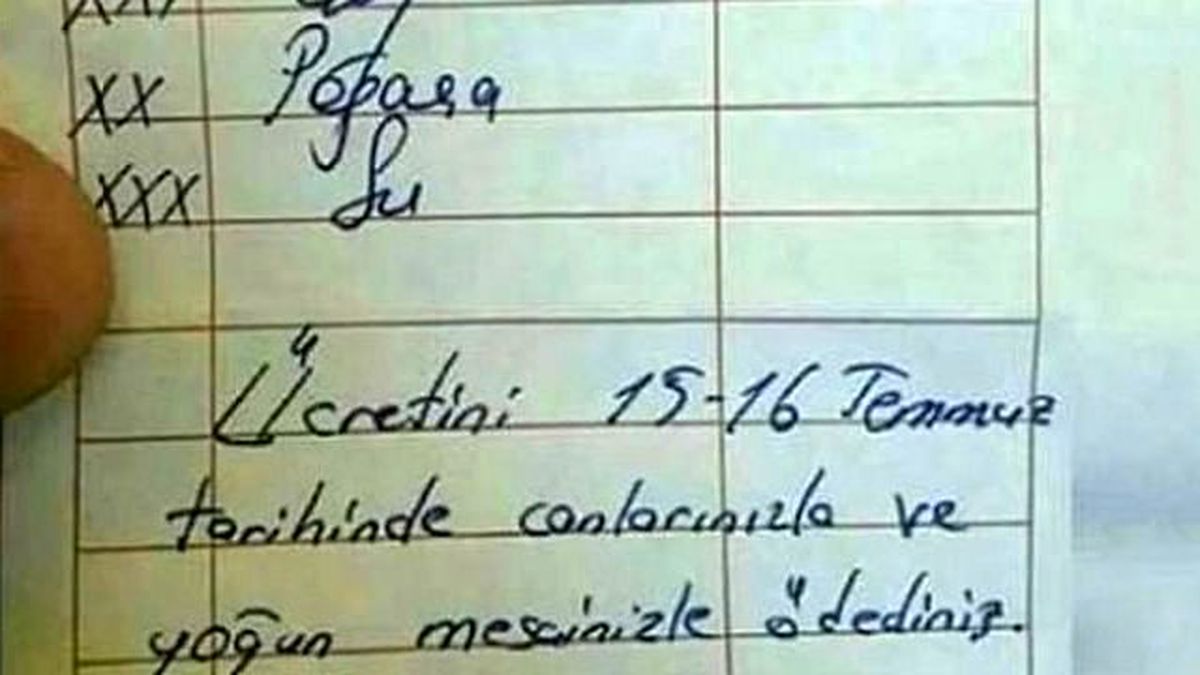 XX Poğaça
XXX Su
Ücretini 15-16 Temmuz
tarihinde canlarınızla ve
yoğun mesainizle ödediniz.